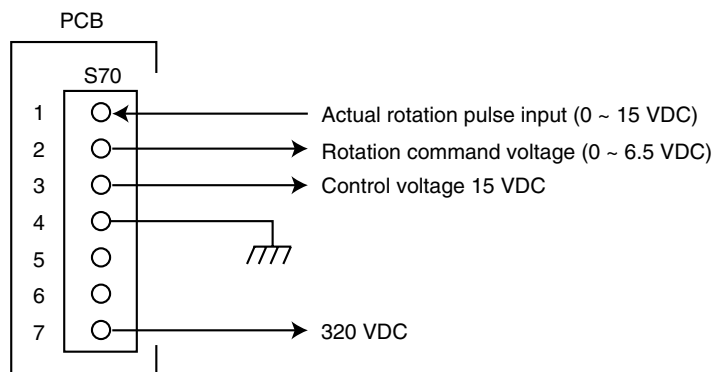 PCB
S70
1 Actual rotation pulse input (0 ~ 15 VDC)
2 Rotation command voltage (0 ~ 6.5 VDC)
3 Control voltage 15 VDC
4
5
6
7 320 VDC